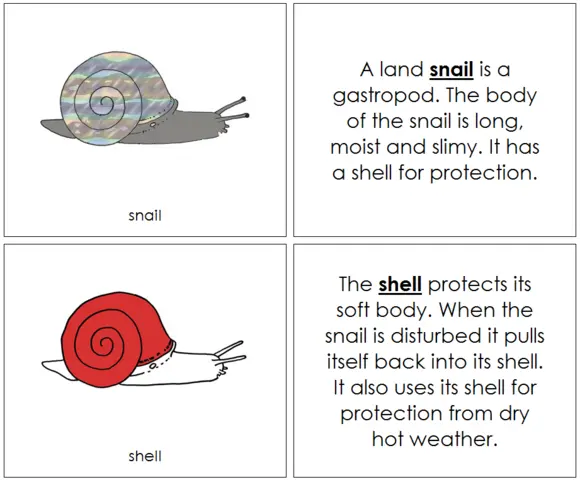 snail
A land snail is a
gastropod. The body
of the snail is long,
moist and slimy. It has
a shell for protection.
shell
The shell protects its
soft body. When the
snail is disturbed it pulls
itself back into its shell.
It also uses its shell for
protection from dry
hot weather.